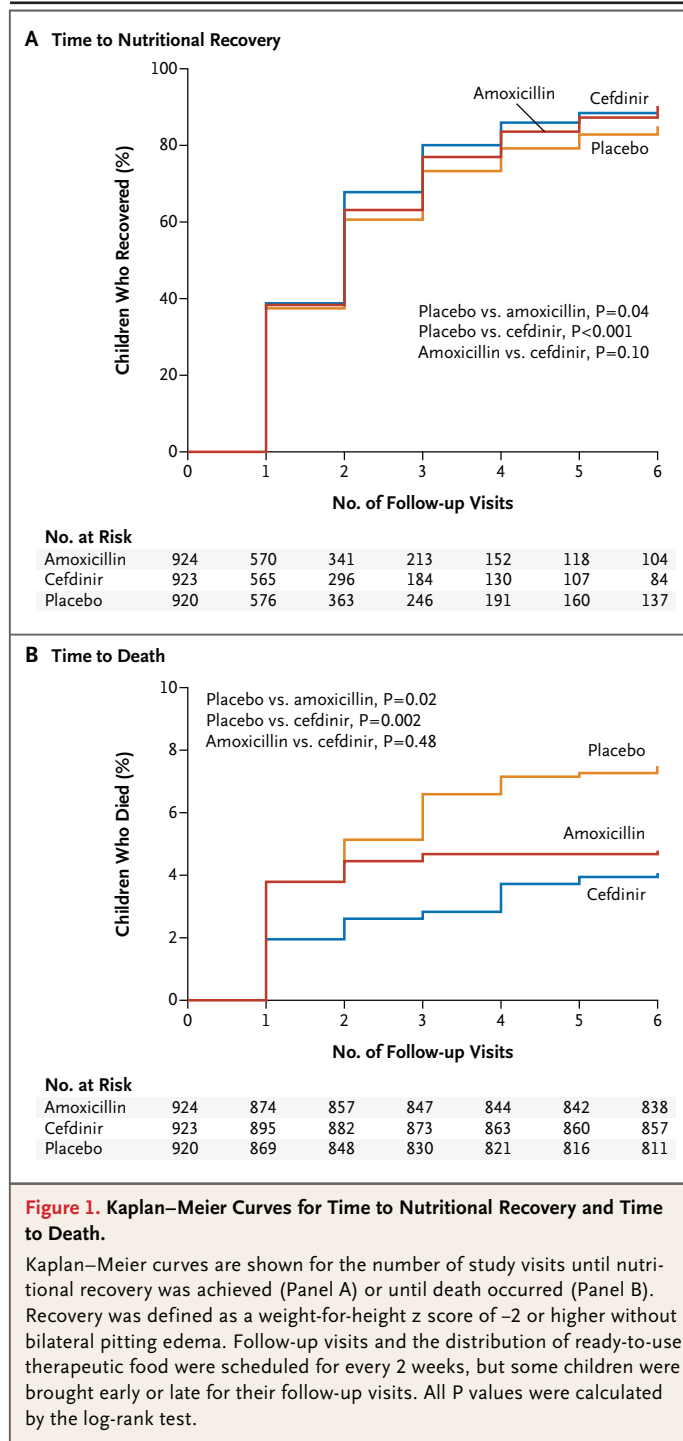 A Time to Nutritional Recovery
100
80
60
40
20
0
Children Who Recovered (%)
Amoxicillin
Cefdinir
Placebo
Placebo vs. amoxicillin, P=0.04
Placebo vs. cefdinir, P<0.001
Amoxicillin vs. cefdinir, P=0.10
0 1 2 3 4 5 6
No. of Follow-up Visits
No. at Risk
Amoxicillin 924 570 341 213 152 118 104
Cefdinir 923 565 296 184 130 107 84
Placebo 920 576 363 246 191 160 137
B Time to Death
10
8
6
4
2
0
Children Who Died (%)
Placebo vs. amoxicillin, P=0.02
Placebo vs. cefdinir, P=0.002
Amoxicillin vs. cefdinir, P=0.48
Placebo
Amoxicillin
Cefdinir
0 1 2 3 4 5 6
No. of Follow-up Visits
No. at Risk
Amoxicillin 924 874 857 847 844 842 838
Cefdinir 923 895 882 873 863 860 857
Placebo 920 869 848 830 821 816 811
Figure 1. Kaplan–Meier Curves for Time to Nutritional Recovery and Time
to Death.
Kaplan–Meier curves are shown for the number of study visits until nutri-
tional recovery was achieved (Panel A) or until death occurred (Panel B).
Recovery was defined as a weight-for-height z score of –2 or higher without
bilateral pitting edema. Follow-up visits and the distribution of ready-to-use
therapeutic food were scheduled for every 2 weeks, but some children were
brought early or late for their follow-up visits. All P values were calculated
by the log-rank test.